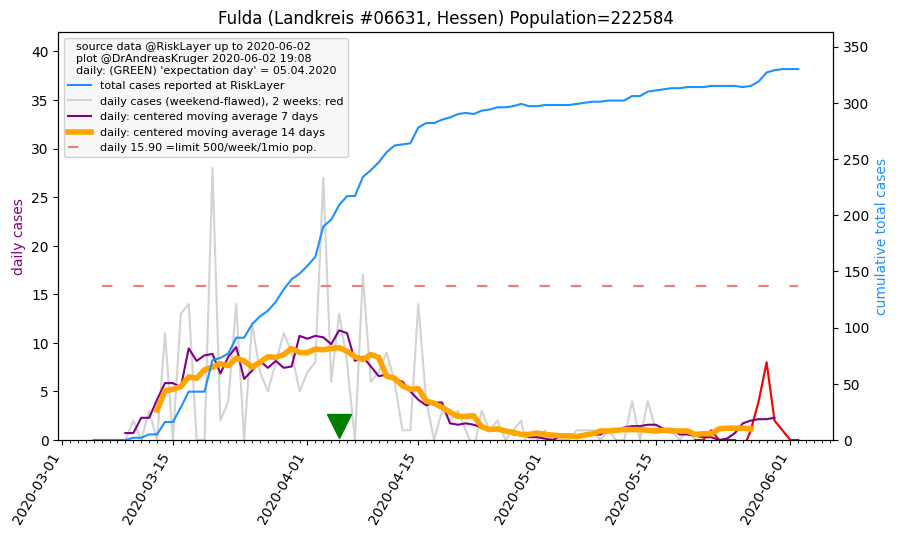 Fulda (Landkreis #06631, Hessen) Population=222584
source data @RiskLayer up to 2020-06-02
plot @DrAndreasKruger 2020-06-02 19:08
daily: (GREEN) 'expectation day' = 05.04.2020
total cases reported at RiskLayer
daily cases (weekend-flawed), 2 weeks: red
daily: centered moving average 7 days
daily: centered moving average 14 days
daily 15.90 =limit 500/week/1mio pop.
daily cases
40
35
30
25
20
15
10
5
0
cumulative total cases
350
300
250
200
150
100
50
0
2020-03-01
2020-03-15
2020-04-01
2020-04-15
2020-05-01
2020-05-15
2020-06-01